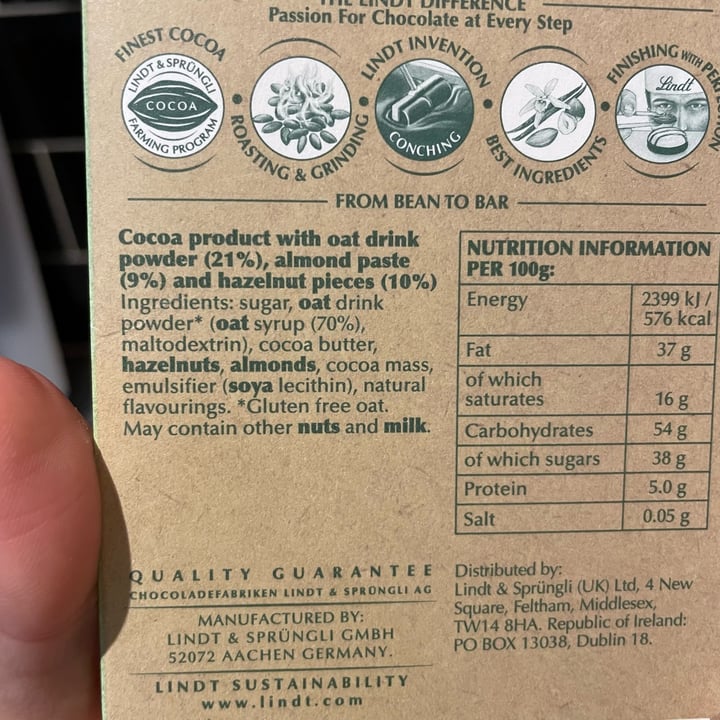 THE LINDT DIFFERENCE
Passion For Chocolate at Every Step
FINEST COCOA
LINDT & SPRÜNGLI
COCOA
FARMING PROGRAM
ROASTING & GRINDING
LINDT INVENTION
CONCHING
BEST INGREDIENTS
FINISHING WITH
Lindt
FROM BEAN TO BAR
Cocoa product with oat drink
powder (21%), almond paste
(9%) and hazelnut pieces (10%)
Ingredients: sugar, oat drink
powder* (oat syrup (70%),
maltodextrin), cocoa butter,
hazelnuts, almonds, cocoa mass,
emulsifier (soya lecithin), natural
flavourings. *Gluten free oat.
May contain other nuts and milk.
NUTRITION INFORMATION
PER 100g:
Energy 2399 kJ /
576 kcal
Fat 37 g
of which
saturates 16 g
Carbohydrates 54 g
of which sugars 38 g
Protein 5.0 g
Salt 0.05 g
QUALITY GUARANTEE
CHOCOLADEFABRIKEN LINDT & SPRÜNGLI AG
MANUFACTURED BY:
LINDT & SPRÜNGLI GMBH
52072 AACHEN GERMANY.
LINDT SUSTAINABILITY
www.lindt.com
Distributed by:
Lindt & Sprüngli (UK) Ltd, 4 New
Square, Feltham, Middlesex,
TW14 8HA. Republic of Ireland:
PO BOX 13038, Dublin 18.